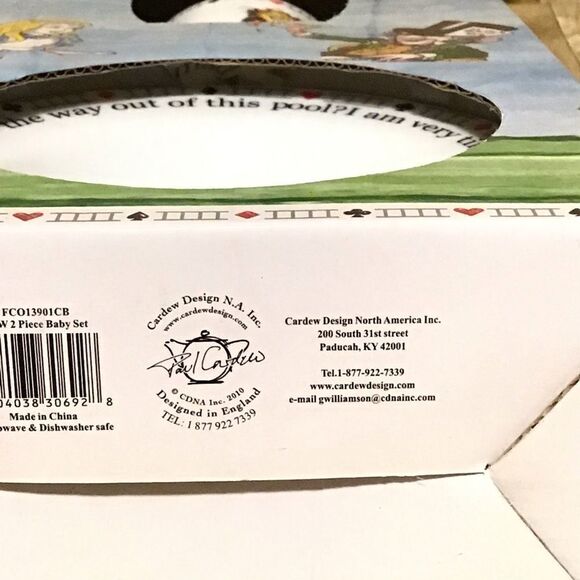 the way out of this pool?I am very
FCO13901CB
2 Piece Baby Set
04038 30692 8
Made in China
& Dishwasher safe
Cardew Design N.A. Inc.
www.cardewdesign.com
Paul Cardew
© CDNA Inc. 2010
Designed in England
TEL: 1 877 922 7339
Cardew Design North America Inc.
200 South 31st street
Paducah, KY 42001
Tel.1-877-922-7339
www.cardewdesign.com
e-mail gwilliamson@cdnainc.com